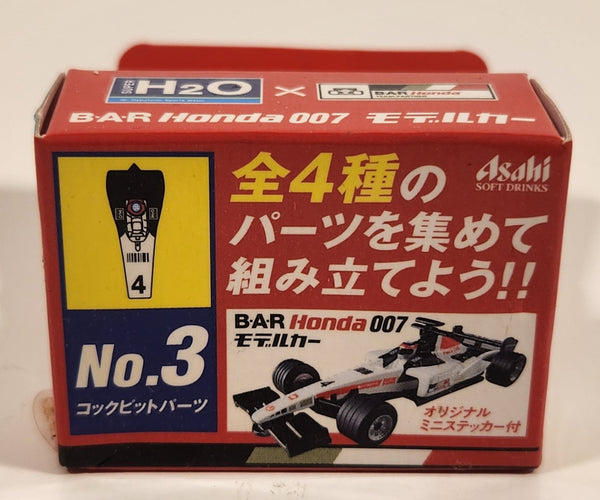 SUPER H2O × B·A·R Honda
B·A·R Honda 007 モデルカー
Asahi
SOFT DRINKS
全4種の
パーツを集めて
組み立てよう!!
4
No.3
コックピットパーツ
B·A·R Honda 007
モデルカー
オリジナル
ミニステッカー付